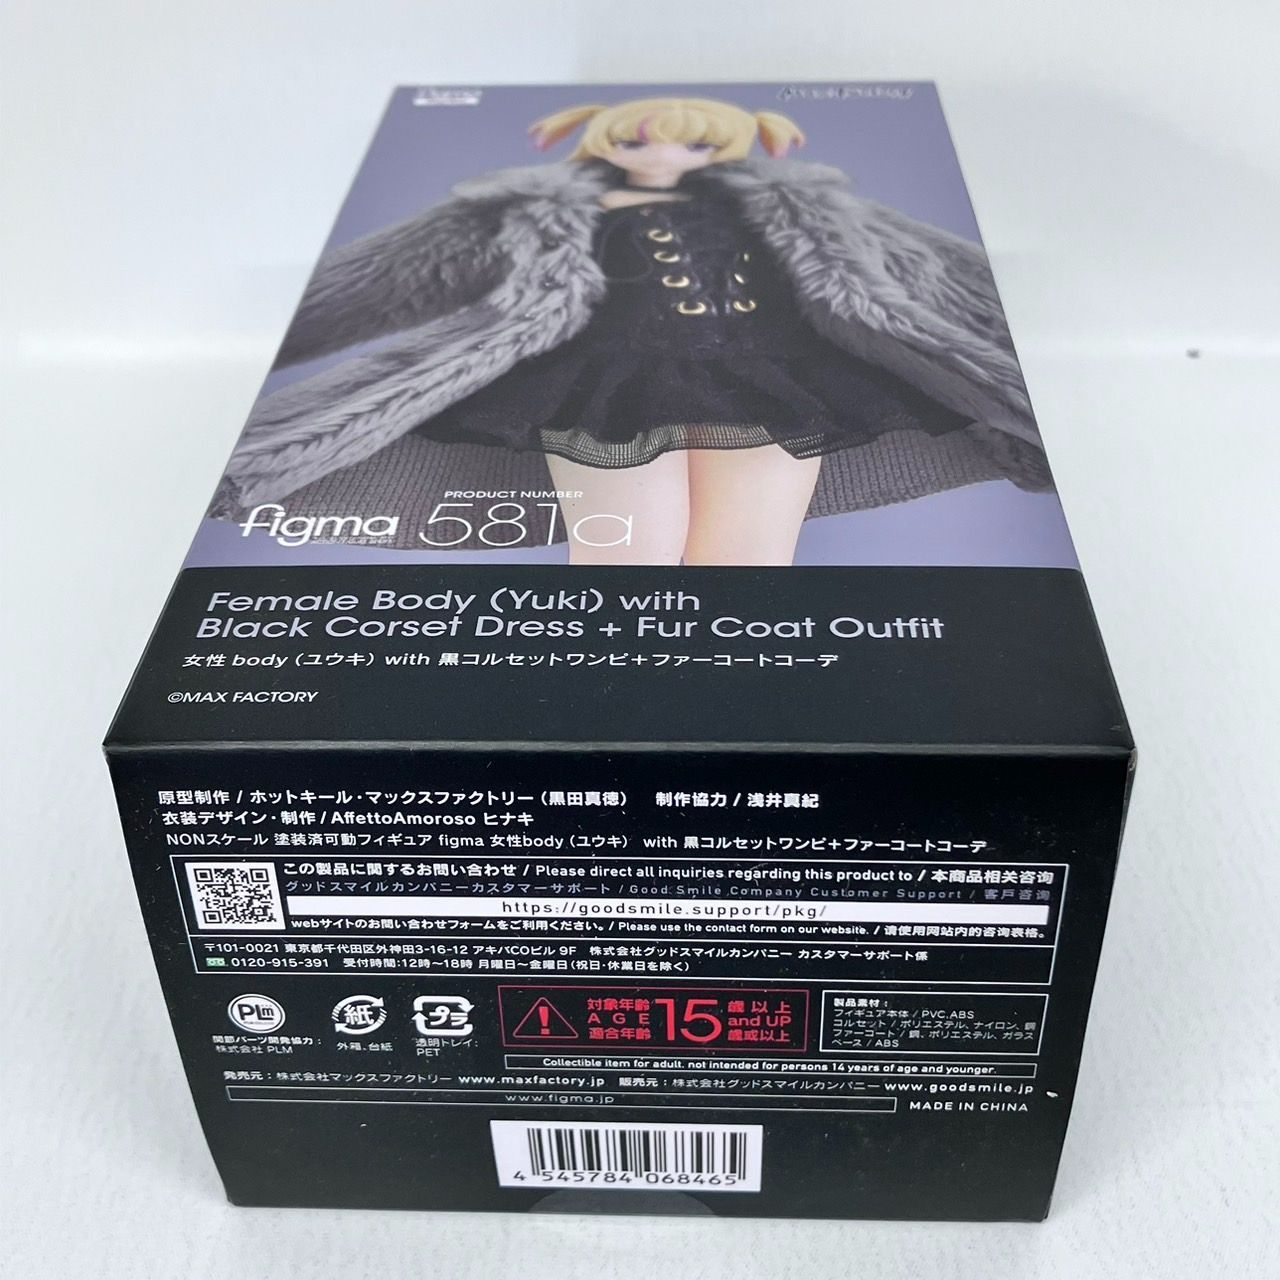 figma
PRODUCT NUMBER
figma 581a
Female Body (Yuki) with
Black Corset Dress + Fur Coat Outfit
女性 body（ユウキ）with 黒コルセットワンピ＋ファーコートコーデ
©MAX FACTORY
原型制作 / ホットキール・マックスファクトリー（黒田真徳）　制作協力 / 浅井真紀
衣装デザイン・制作 / AffettoAmoroso ヒナキ
NONスケール 塗装済可動フィギュア figma 女性body（ユウキ） with 黒コルセットワンピ＋ファーコートコーデ
この製品に関するお問い合わせ / Please direct all inquiries regarding this product to / 本商品相关咨询
グッドスマイルカンパニーカスタマーサポート / Good Smile Company Customer Support / 客戶咨询
https://goodsmile.support/pkg/
webサイトのお問い合わせフォームをご利用ください。/ Please use the contact form on our website. / 请使用网站内的咨询表格。
〒101-0021 東京都千代田区外神田3-16-12 アキバCOビル 9F　株式会社グッドスマイルカンパニー カスタマーサポート係
0120-915-391　受付時間：12時〜18時 月曜日〜金曜日（祝日・休業日を除く）
PLM
関節パーツ開発協力：
株式会社 PLM
紙
外箱、台紙
プラ
透明トレイ：
PET
対象年齢 15 歳以上
AGE and UP
適合年齢 歳或以上
製品素材：
フィギュア本体 / PVC, ABS
コルセット / ポリエステル、ナイロン、銅
ファーコート / 銅、ポリエステル、ガラス
ベース / ABS
Collectible item for adult. not intended for persons 14 years of age and younger.
発売元：株式会社マックスファクトリー www.maxfactory.jp　販売元：株式会社グッドスマイルカンパニー www.goodsmile.jp
www.figma.jp
MADE IN CHINA
4 545784 068465